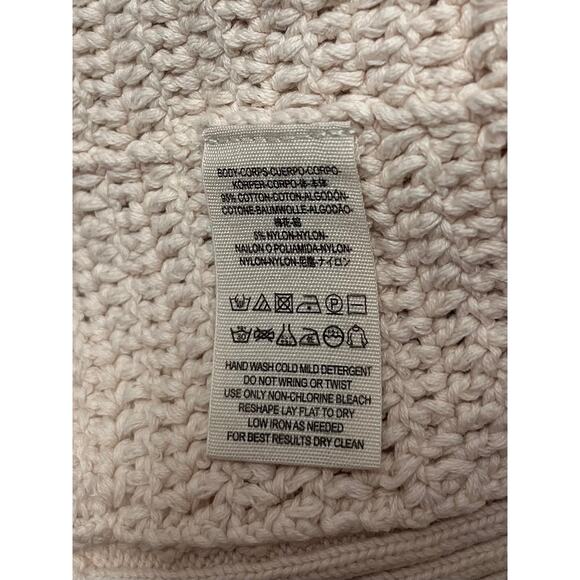 BODY-CORPS-CUERPO-CORPO-
KÖRPER-CORPO-体-本体
95% COTTON-COTON-ALGODÓN-
COTONE-BAUMWOLLE-ALGODÃO-
棉花-綿
5% NYLON-NYLON-
NAILON O POLIAMIDA-NYLON-
NYLON-NYLON-尼龍-ナイロン
HAND WASH COLD MILD DETERGENT
DO NOT WRING OR TWIST
USE ONLY NON-CHLORINE BLEACH
RESHAPE LAY FLAT TO DRY
LOW IRON AS NEEDED
FOR BEST RESULTS DRY CLEAN